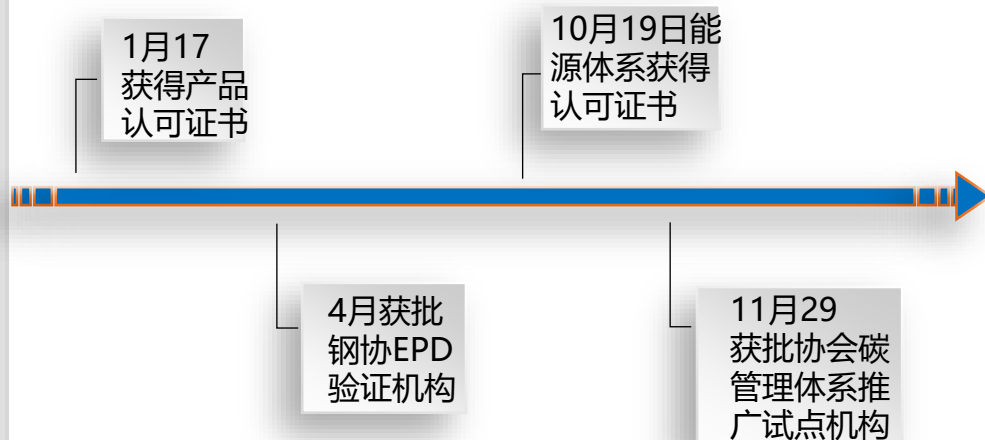 1月17
获得产品
认可证书
10月19日能
源体系获得
认可证书
4月获批
钢协EPD
验证机构
11月29
获批协会碳
管理体系推
广试点机构